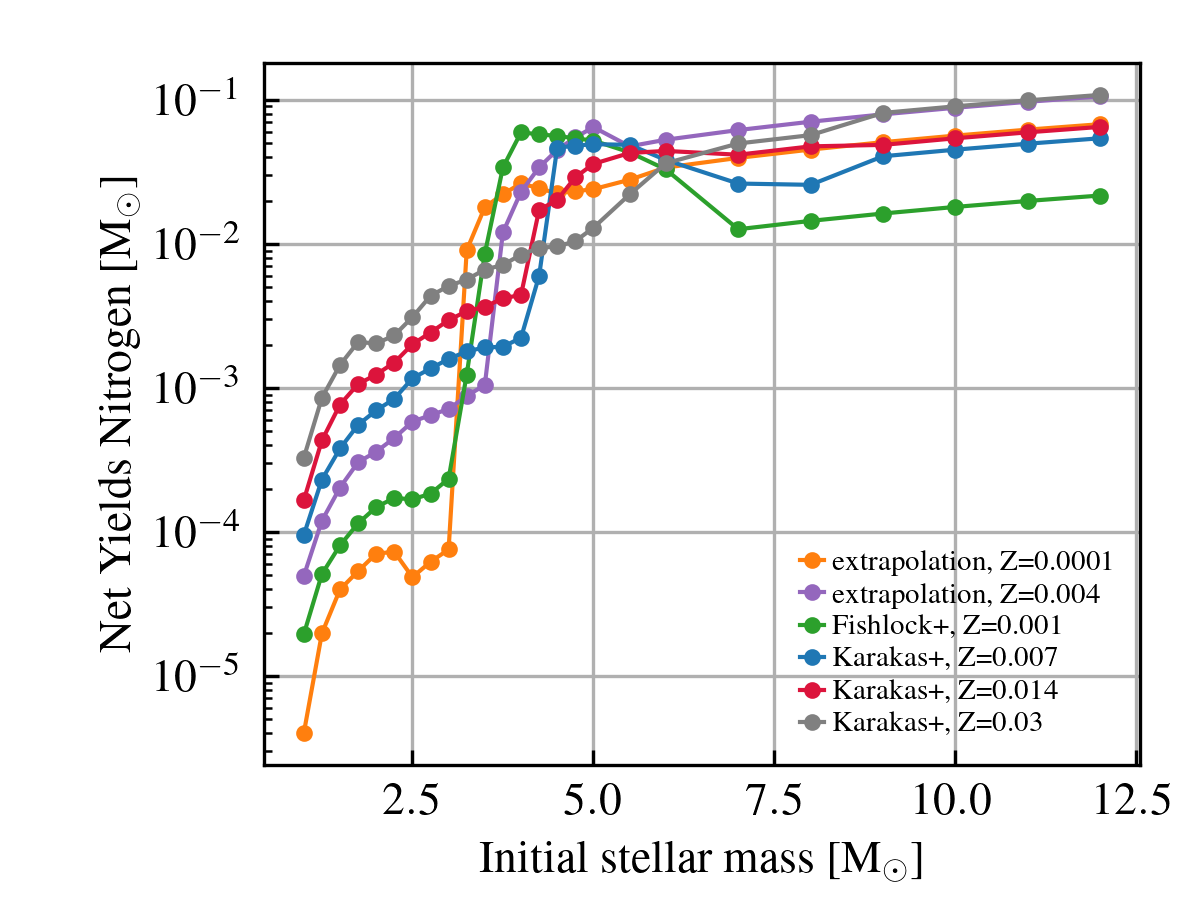 10⁻¹
10⁻²
10⁻³
10⁻⁴
10⁻⁵
Net Yields Nitrogen [M☉]
extrapolation, Z=0.0001
extrapolation, Z=0.004
Fishlock+, Z=0.001
Karakas+, Z=0.007
Karakas+, Z=0.014
Karakas+, Z=0.03
2.5 5.0 7.5 10.0 12.5
Initial stellar mass [M☉]